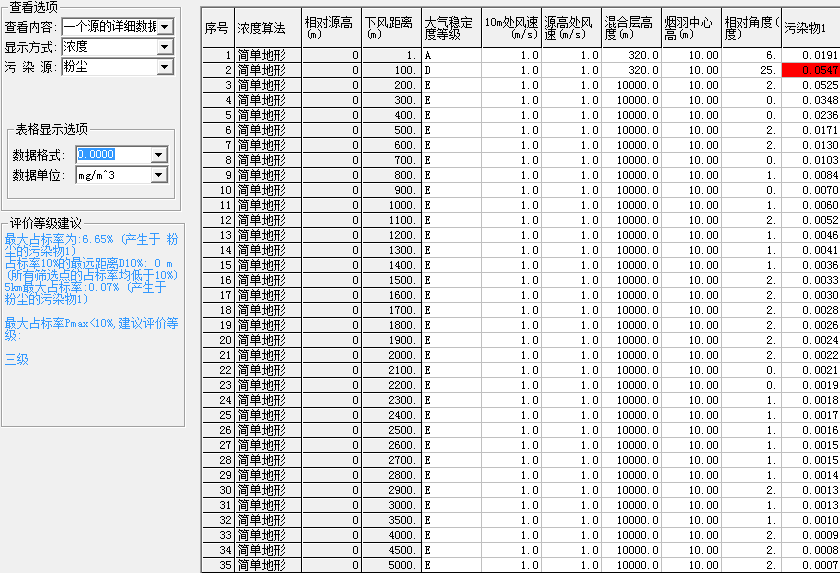 查看选项
查看内容: 一个源的详细数据
显示方式: 浓度
污 染 源: 粉尘
表格显示选项
数据格式: 0.0000
数据单位: mg/m^3
评价等级建议
最大占标率为:6.65% (产生于 粉
尘的污染物1)
占标率10%的最远距离D10%: 0 m
(所有筛选点的占标率均低于10%)
5km最大占标率:0.07% (产生于
粉尘的污染物1)
最大占标率Pmax<10%,建议评价等
级:
三级
序号 浓度算法 相对源高(m) 下风距离(m) 大气稳定度等级 10m处风速(m/s) 源高处风速(m/s) 混合层高度(m) 烟羽中心高(m) 相对角度(度) 污染物1
1 简单地形 0 1. A 1.0 1.0 320.0 10.00 6. 0.0191
2 简单地形 0 100. D 1.0 1.0 320.0 10.00 25. 0.0547
3 简单地形 0 200. E 1.0 1.0 10000.0 10.00 2. 0.0525
4 简单地形 0 300. E 1.0 1.0 10000.0 10.00 0. 0.0348
5 简单地形 0 400. E 1.0 1.0 10000.0 10.00 0. 0.0236
6 简单地形 0 500. E 1.0 1.0 10000.0 10.00 2. 0.0171
7 简单地形 0 600. E 1.0 1.0 10000.0 10.00 2. 0.0130
8 简单地形 0 700. E 1.0 1.0 10000.0 10.00 0. 0.0103
9 简单地形 0 800. E 1.0 1.0 10000.0 10.00 1. 0.0084
10 简单地形 0 900. E 1.0 1.0 10000.0 10.00 0. 0.0070
11 简单地形 0 1000. E 1.0 1.0 10000.0 10.00 1. 0.0060
12 简单地形 0 1100. E 1.0 1.0 10000.0 10.00 2. 0.0052
13 简单地形 0 1200. E 1.0 1.0 10000.0 10.00 1. 0.0046
14 简单地形 0 1300. E 1.0 1.0 10000.0 10.00 1. 0.0041
15 简单地形 0 1400. E 1.0 1.0 10000.0 10.00 1. 0.0036
16 简单地形 0 1500. E 1.0 1.0 10000.0 10.00 2. 0.0033
17 简单地形 0 1600. E 1.0 1.0 10000.0 10.00 2. 0.0030
18 简单地形 0 1700. E 1.0 1.0 10000.0 10.00 2. 0.0028
19 简单地形 0 1800. E 1.0 1.0 10000.0 10.00 2. 0.0026
20 简单地形 0 1900. E 1.0 1.0 10000.0 10.00 2. 0.0024
21 简单地形 0 2000. E 1.0 1.0 10000.0 10.00 2. 0.0022
22 简单地形 0 2100. E 1.0 1.0 10000.0 10.00 0. 0.0021
23 简单地形 0 2200. E 1.0 1.0 10000.0 10.00 0. 0.0019
24 简单地形 0 2300. E 1.0 1.0 10000.0 10.00 1. 0.0018
25 简单地形 0 2400. E 1.0 1.0 10000.0 10.00 1. 0.0017
26 简单地形 0 2500. E 1.0 1.0 10000.0 10.00 1. 0.0016
27 简单地形 0 2600. E 1.0 1.0 10000.0 10.00 1. 0.0015
28 简单地形 0 2700. E 1.0 1.0 10000.0 10.00 1. 0.0015
29 简单地形 0 2800. E 1.0 1.0 10000.0 10.00 1. 0.0014
30 简单地形 0 2900. E 1.0 1.0 10000.0 10.00 2. 0.0013
31 简单地形 0 3000. E 1.0 1.0 10000.0 10.00 1. 0.0013
32 简单地形 0 3500. E 1.0 1.0 10000.0 10.00 1. 0.0010
33 简单地形 0 4000. E 1.0 1.0 10000.0 10.00 2. 0.0009
34 简单地形 0 4500. E 1.0 1.0 10000.0 10.00 2. 0.0008
35 简单地形 0 5000. E 1.0 1.0 10000.0 10.00 2. 0.0007